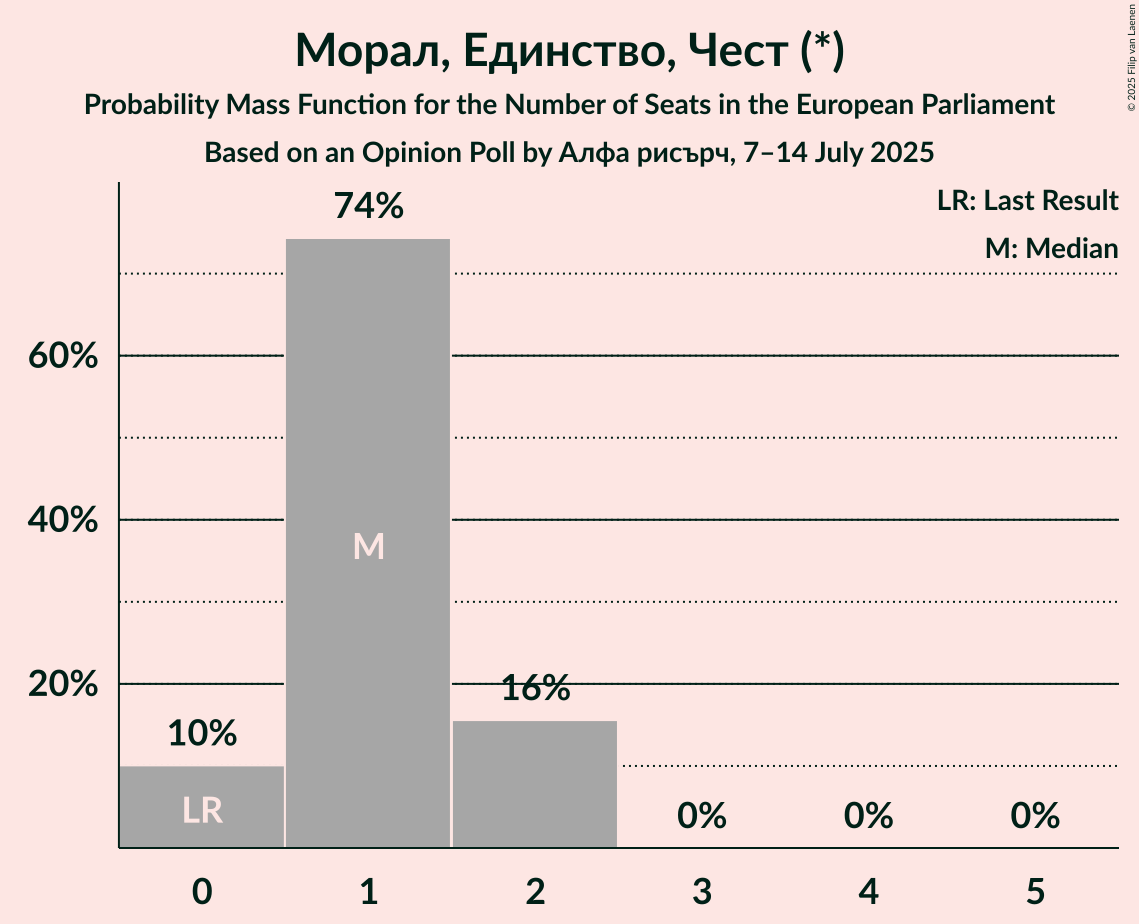 Морал, Единство, Чест (*)
Probability Mass Function for the Number of Seats in the European Parliament
Based on an Opinion Poll by Алфа рисърч, 7–14 July 2025
© 2025 Filip van Laenen
LR: Last Result
M: Median
74%
60%
40%
M
20%
16%
10%
LR
0%
0%
0%
0
1
2
3
4
5